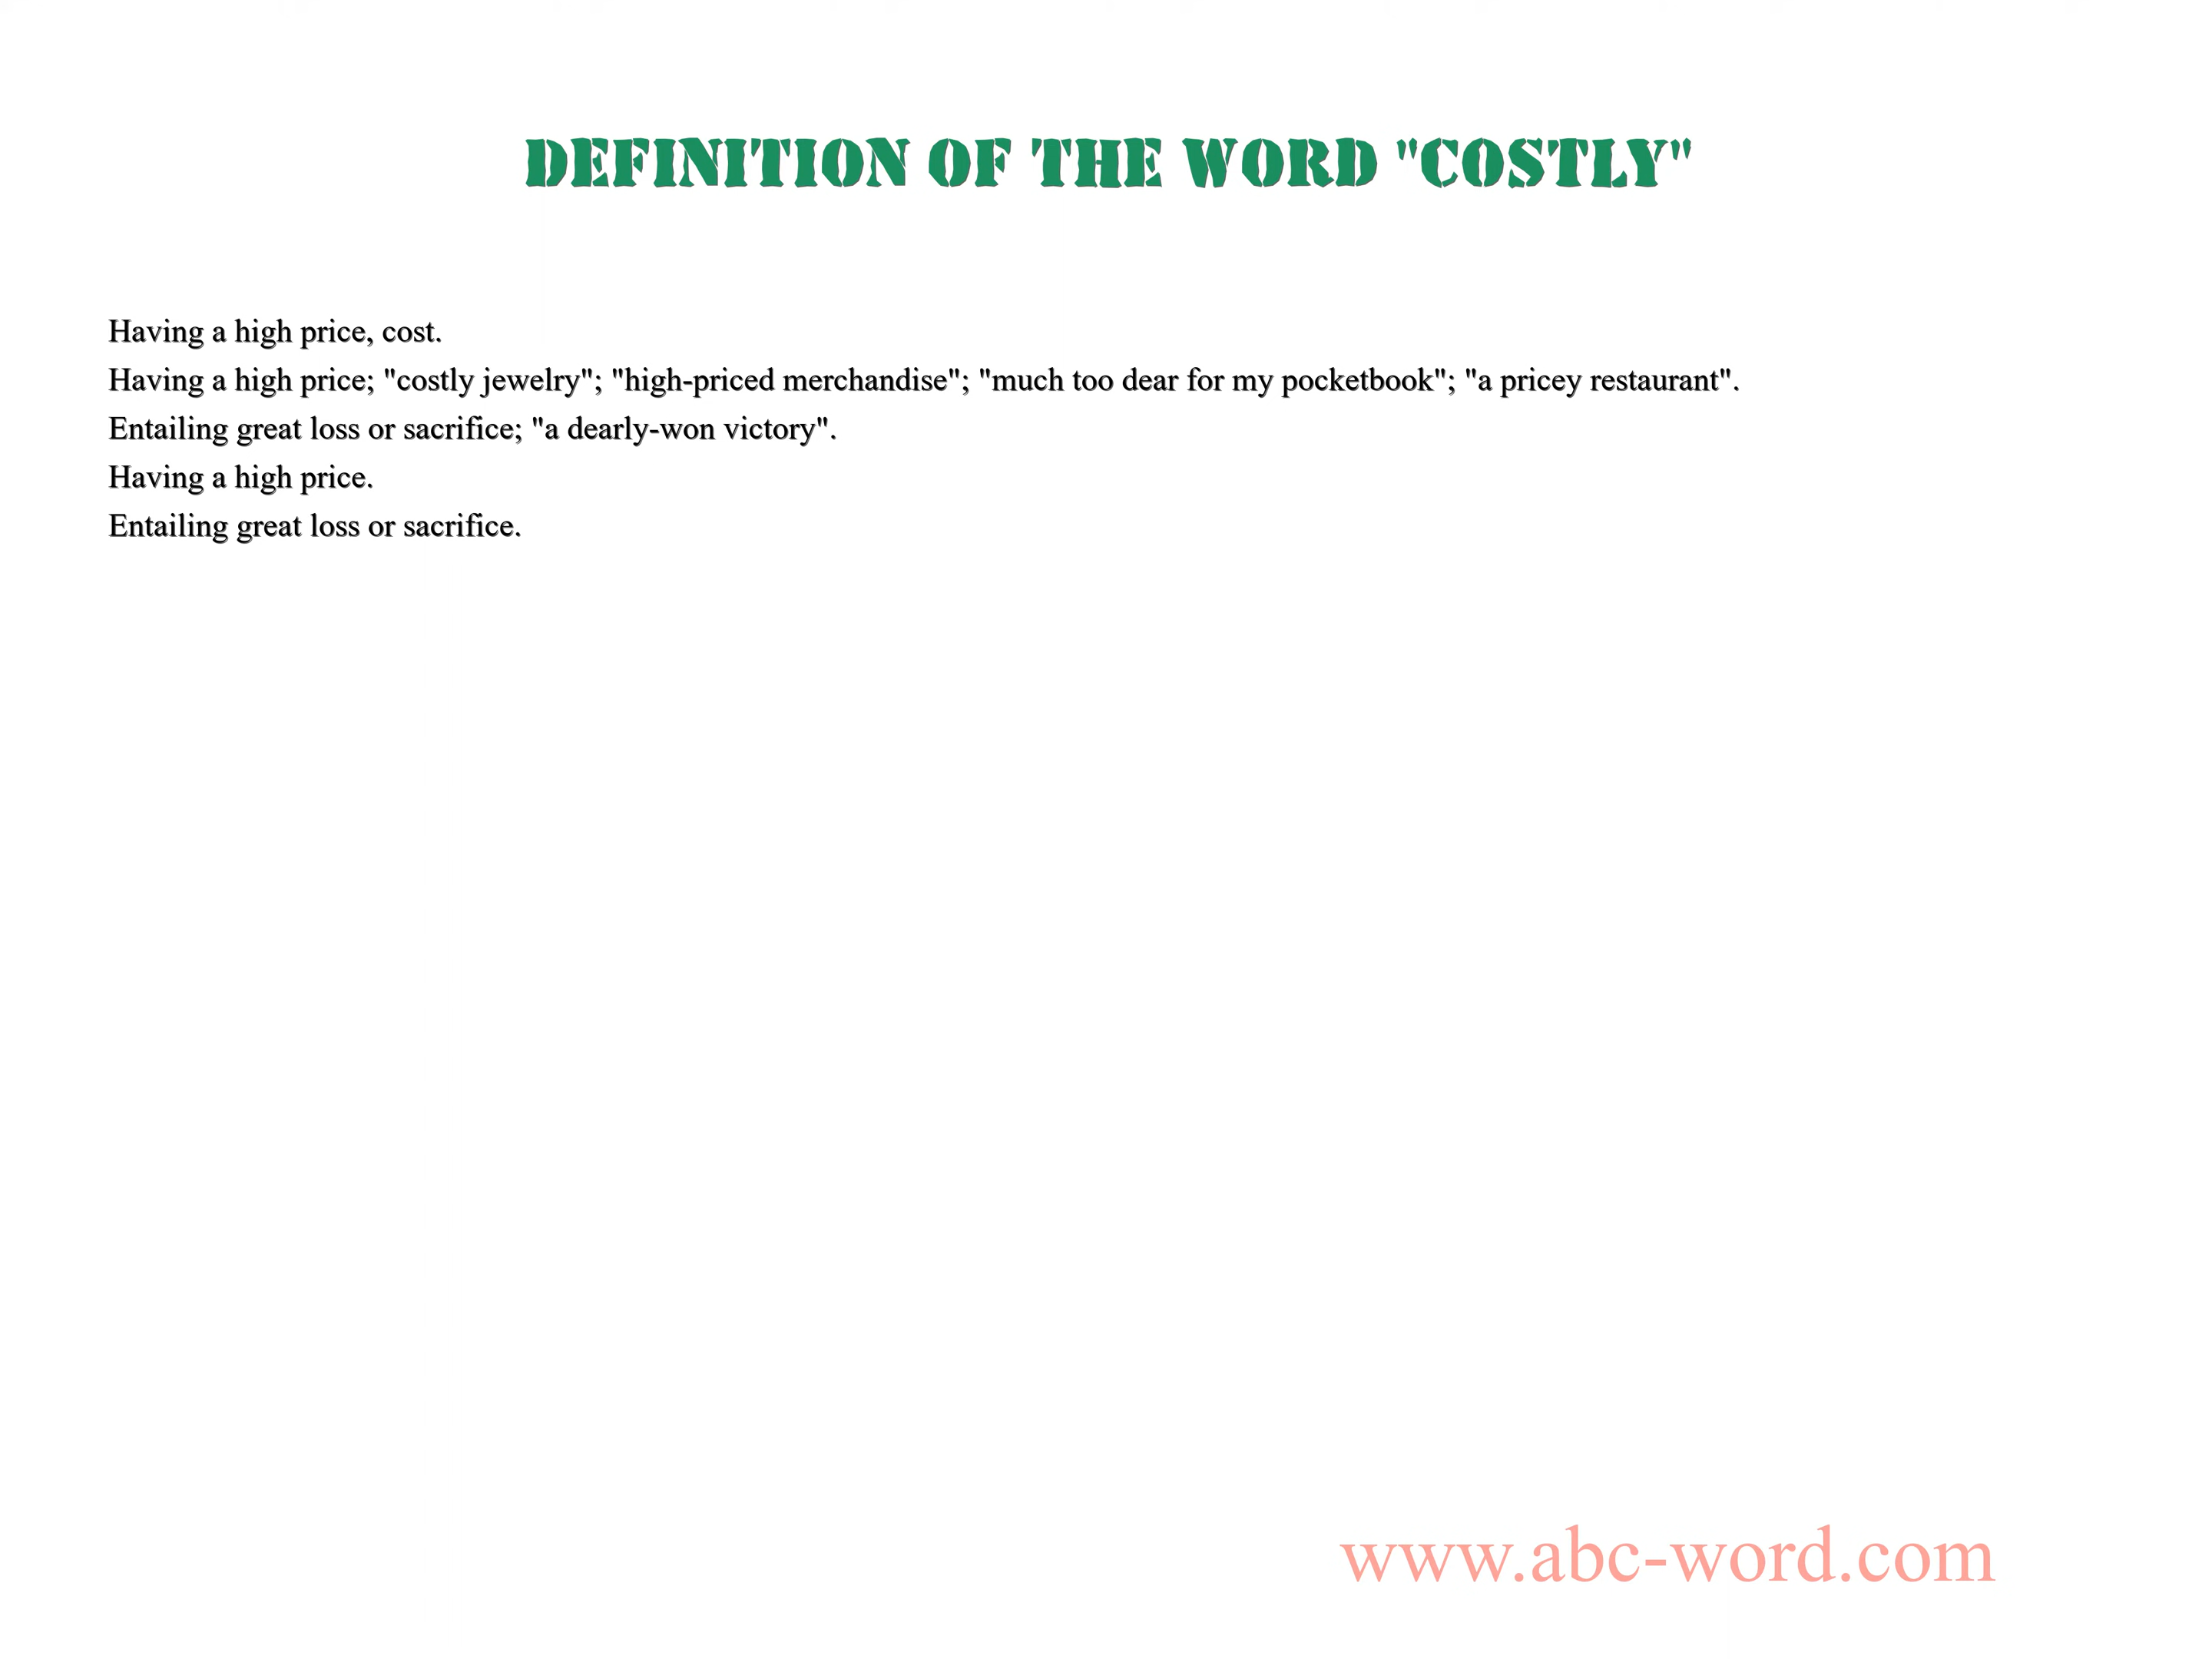 DEFINITION OF THE WORD "COSTLY"
Having a high price, cost.
Having a high price; "costly jewelry"; "high-priced merchandise"; "much too dear for my pocketbook"; "a pricey restaurant".
Entailing great loss or sacrifice; "a dearly-won victory".
Having a high price.
Entailing great loss or sacrifice.
www.abc-word.com